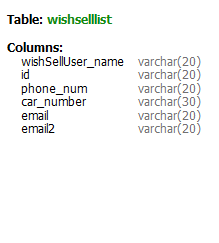 Table: wishselllist
Columns:
wishSellUser_name varchar(20)
id varchar(20)
phone_num varchar(20)
car_number varchar(30)
email varchar(20)
email2 varchar(20)